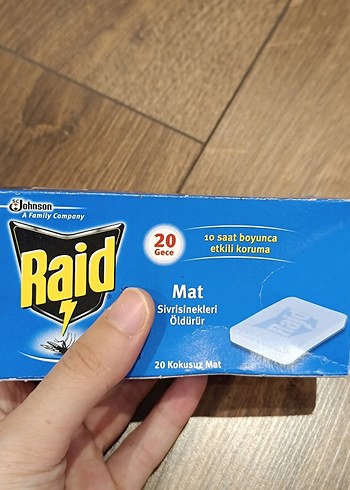 SC Johnson
A Family Company
Raid
20
Gece
10 saat boyunca
etkili koruma
Mat
Sivrisinekleri
Öldürür
RAID
20 Kokusuz Mat